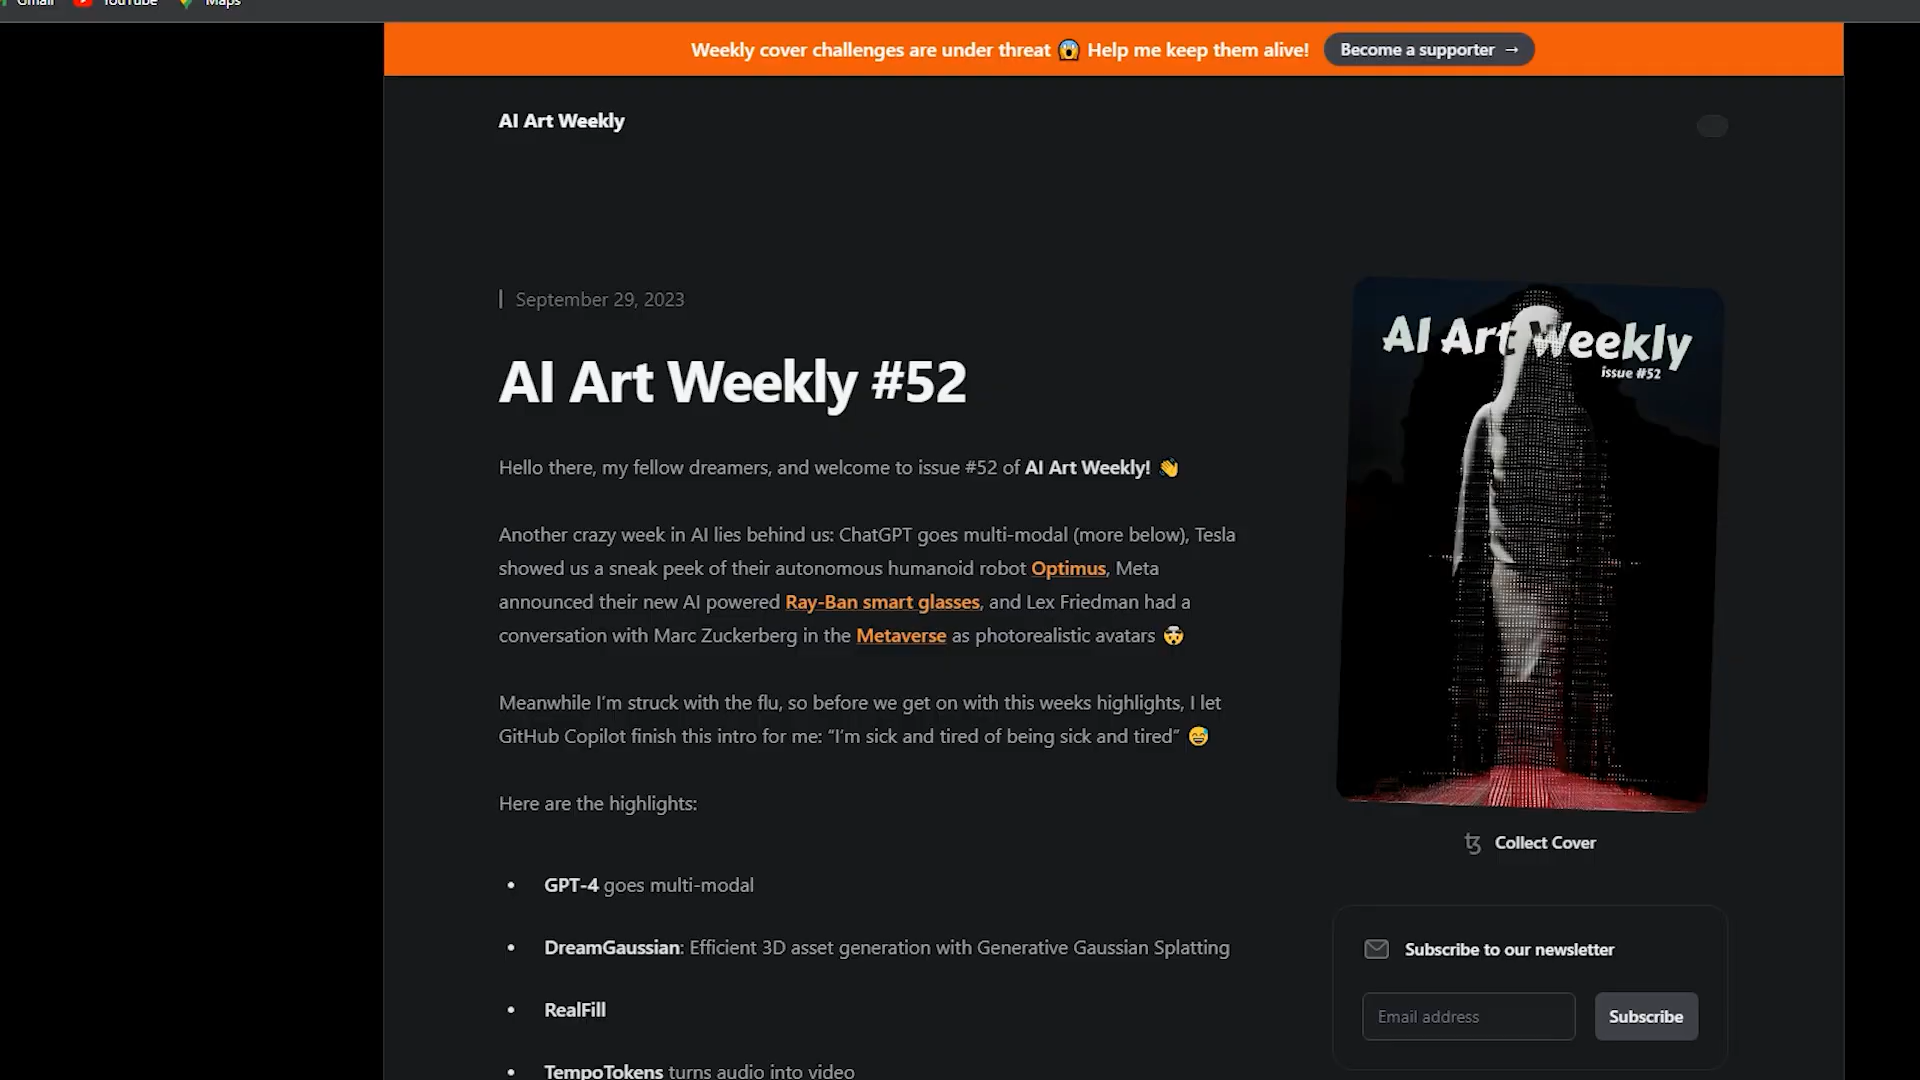 Gmail YouTube Maps
Weekly cover challenges are under threat 😱 Help me keep them alive! Become a supporter →
AI Art Weekly
September 29, 2023
AI Art Weekly #52
Hello there, my fellow dreamers, and welcome to issue #52 of AI Art Weekly! 👋
Another crazy week in AI lies behind us: ChatGPT goes multi-modal (more below), Tesla
showed us a sneak peek of their autonomous humanoid robot Optimus, Meta
announced their new AI powered Ray-Ban smart glasses, and Lex Friedman had a
conversation with Marc Zuckerberg in the Metaverse as photorealistic avatars 🤯
Meanwhile I’m struck with the flu, so before we get on with this weeks highlights, I let
GitHub Copilot finish this intro for me: “I’m sick and tired of being sick and tired” 😅
Here are the highlights:
• GPT-4 goes multi-modal
• DreamGaussian: Efficient 3D asset generation with Generative Gaussian Splatting
• RealFill
• TempoTokens turns audio into video
AI Art Weekly
issue #52
Collect Cover
Subscribe to our newsletter
Email address
Subscribe